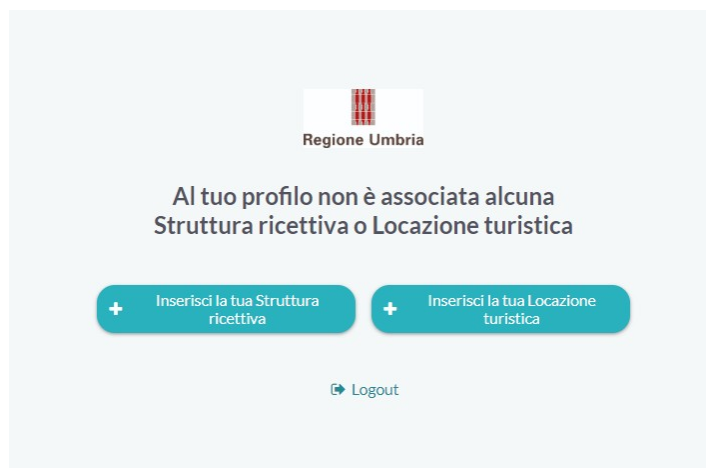 Regione Umbria
Al tuo profilo non è associata alcuna
Struttura ricettiva o Locazione turistica
Inserisci la tua Struttura
ricettiva
Inserisci la tua Locazione
turistica
Logout